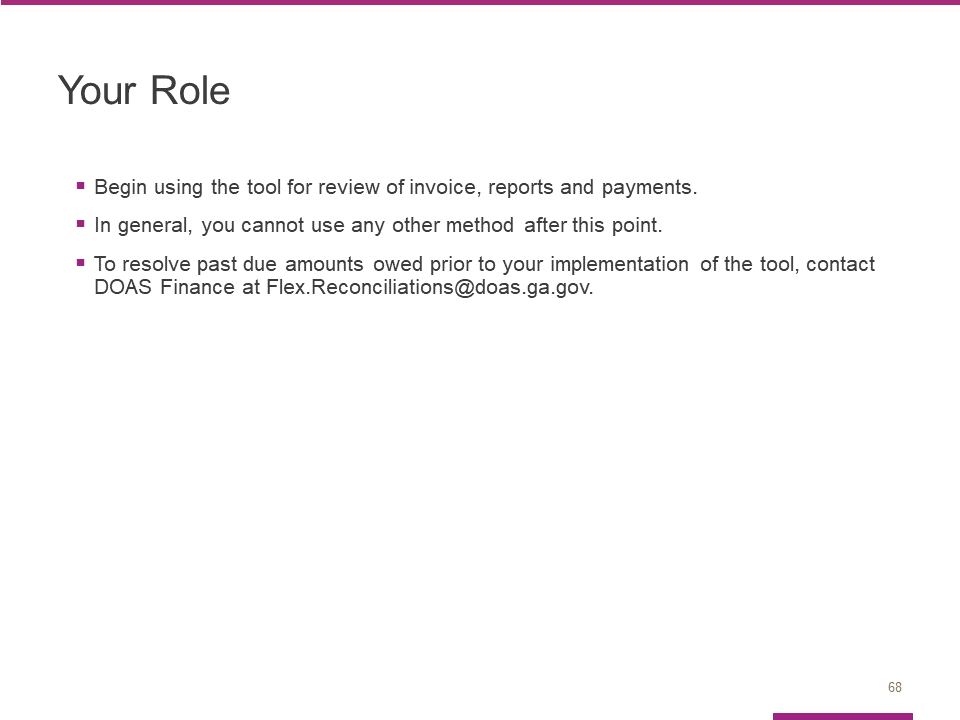 Your Role
▪ Begin using the tool for review of invoice, reports and payments.
▪ In general, you cannot use any other method after this point.
▪ To resolve past due amounts owed prior to your implementation of the tool, contact
DOAS Finance at Flex.Reconciliations@doas.ga.gov.
68